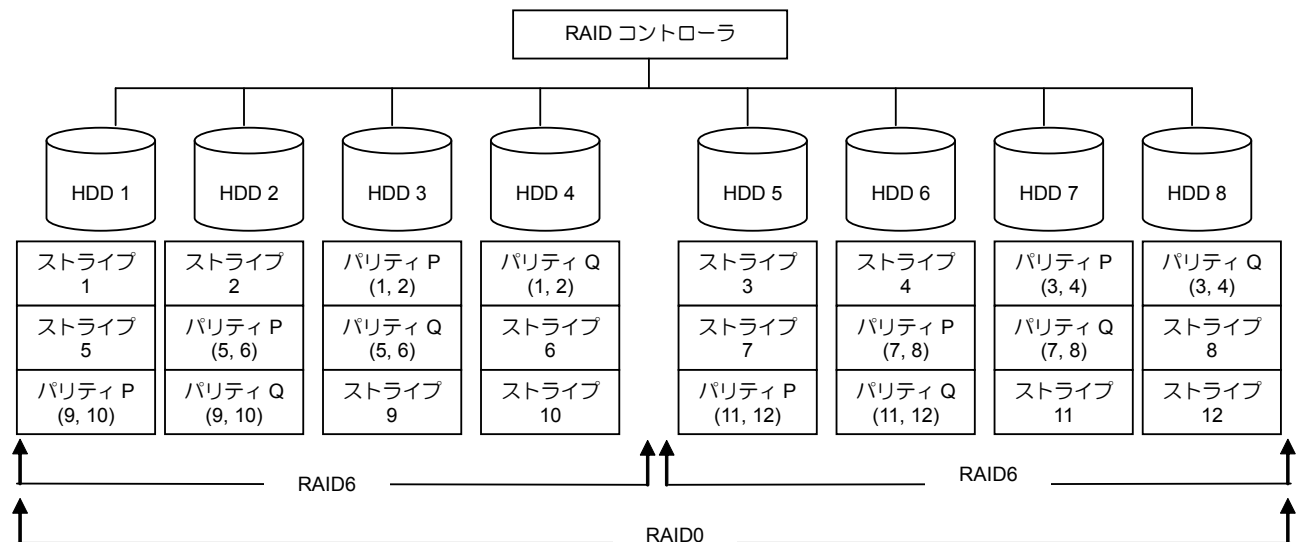 RAID コントローラ
HDD 1
HDD 2
HDD 3
HDD 4
HDD 5
HDD 6
HDD 7
HDD 8
ストライプ
1
ストライプ
2
パリティ P
(1, 2)
パリティ Q
(1, 2)
ストライプ
3
ストライプ
4
パリティ P
(3, 4)
パリティ Q
(3, 4)
ストライプ
5
パリティ P
(5, 6)
パリティ Q
(5, 6)
ストライプ
6
ストライプ
7
パリティ P
(7, 8)
パリティ Q
(7, 8)
ストライプ
8
パリティ P
(9, 10)
パリティ Q
(9, 10)
ストライプ
9
ストライプ
10
パリティ P
(11, 12)
パリティ Q
(11, 12)
ストライプ
11
ストライプ
12
RAID6
RAID6
RAID0